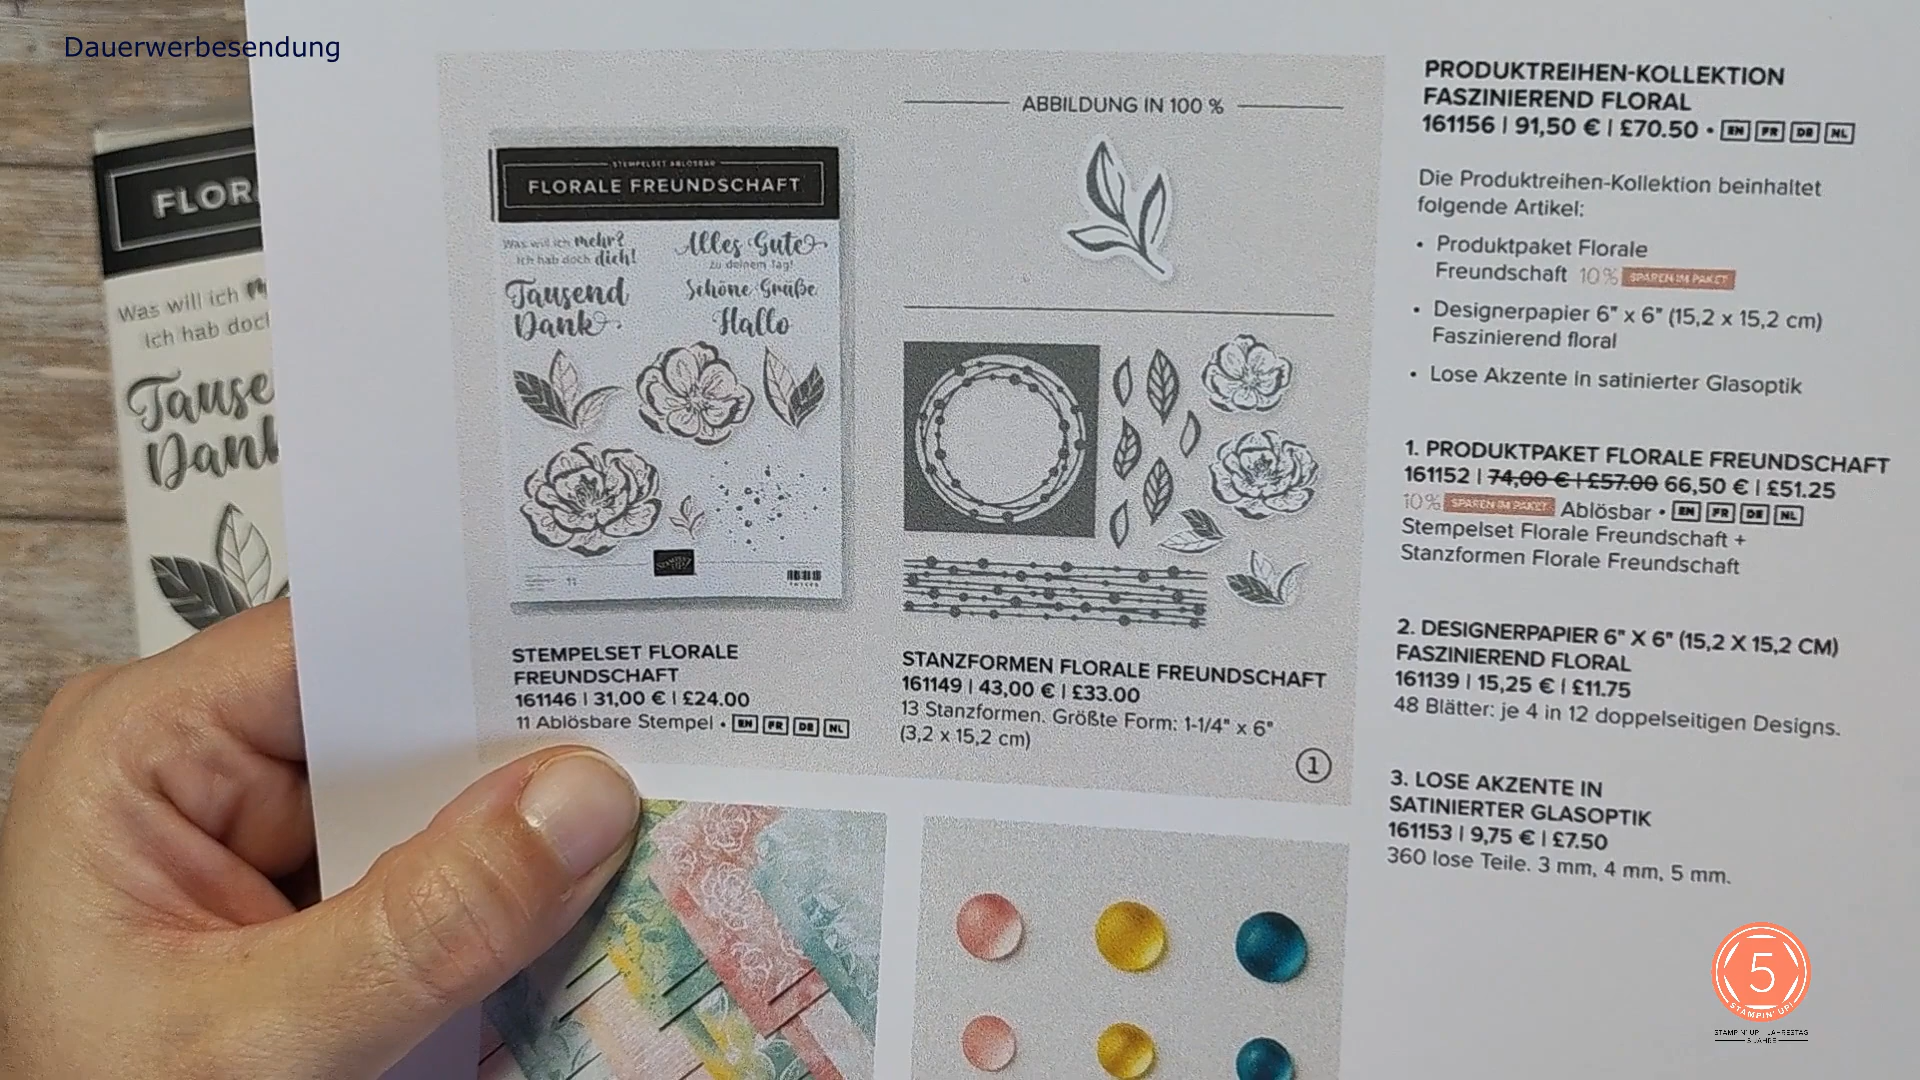 Dauerwerbesendung
FLOR
Was will ich
Ich hab doch
Tause
Dank
ABBILDUNG IN 100 %
STEMPELSET ABLÖSBAR
FLORALE FREUNDSCHAFT
Was will ich mehr?
Ich hab doch dich!
Alles Gute
zu deinem Tag!
Tausend
Dank
Schöne Grüße
Hallo
STAMPIN' UP!
11
STEMPELSET FLORALE
FREUNDSCHAFT
161146 | 31,00 € | £24.00
11 Ablösbare Stempel • EN FR DE NL
STANZFORMEN FLORALE FREUNDSCHAFT
161149 | 43,00 € | £33.00
13 Stanzformen. Größte Form: 1-1/4" x 6"
(3,2 x 15,2 cm)
1
PRODUKTREIHEN-KOLLEKTION
FASZINIEREND FLORAL
161156 | 91,50 € | £70.50 • EN FR DE NL
Die Produktreihen-Kollektion beinhaltet
folgende Artikel:
• Produktpaket Florale
Freundschaft 10% SPAREN IM PAKET
• Designerpapier 6" x 6" (15,2 x 15,2 cm)
Faszinierend floral
• Lose Akzente in satinierter Glasoptik
1. PRODUKTPAKET FLORALE FREUNDSCHAFT
161152 | 74,00 € | £57.00 66,50 € | £51.25
10% SPAREN IM PAKET Ablösbar • EN FR DE NL
Stempelset Florale Freundschaft +
Stanzformen Florale Freundschaft
2. DESIGNERPAPIER 6" X 6" (15,2 X 15,2 CM)
FASZINIEREND FLORAL
161139 | 15,25 € | £11.75
48 Blätter: je 4 in 12 doppelseitigen Designs.
3. LOSE AKZENTE IN
SATINIERTER GLASOPTIK
161153 | 9,75 € | £7.50
360 lose Teile. 3 mm, 4 mm, 5 mm.
5
STAMPIN' UP!
STAMPIN' UP! JAHRESTAG
5 JAHRE